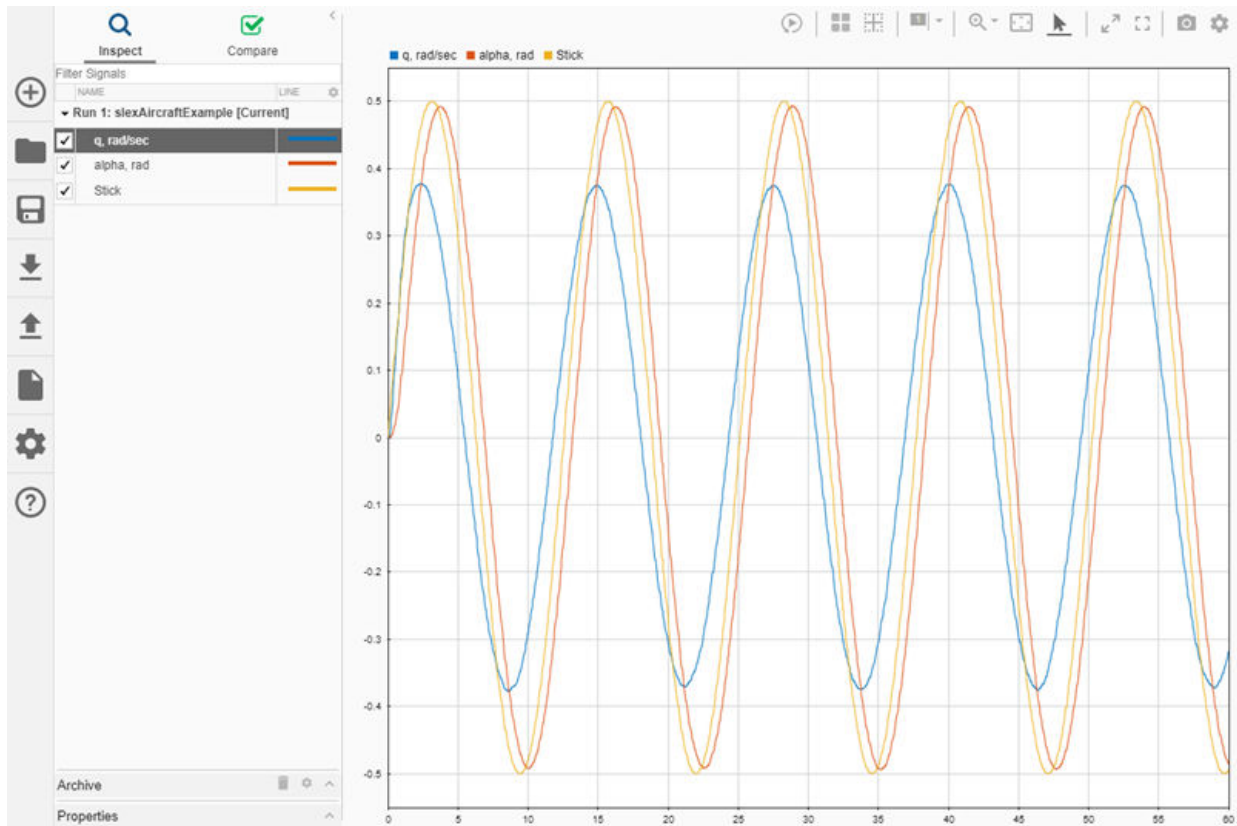 Inspect
Compare
Filter Signals
NAME
LINE
Run 1: slexAircraftExample [Current]
q, rad/sec
alpha, rad
Stick
Archive
Properties
1
q, rad/sec alpha, rad Stick
0.5
0.4
0.3
0.2
0.1
0
-0.1
-0.2
-0.3
-0.4
-0.5
0 5 10 15 20 25 30 35 40 45 50 55 60